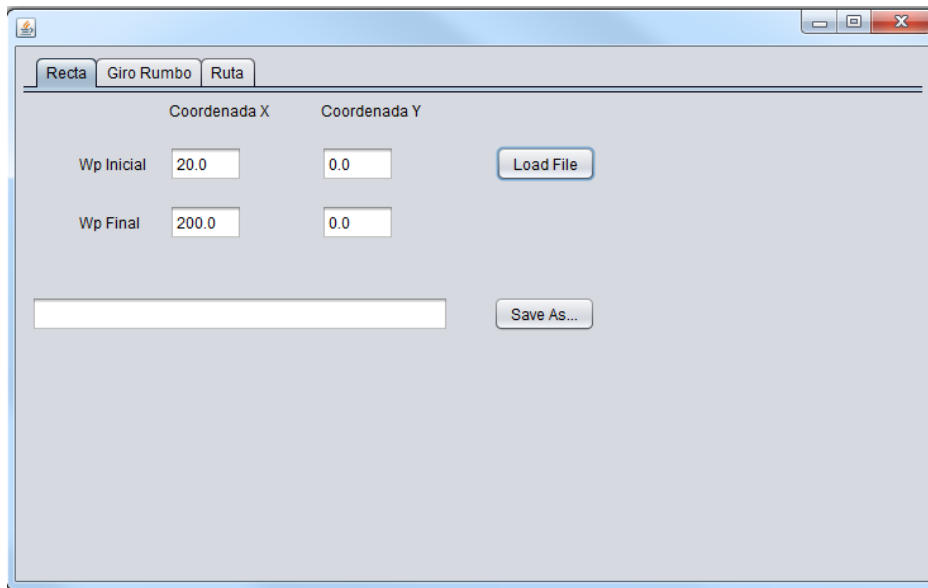 Recta Giro Rumbo Ruta
Coordenada X Coordenada Y
Wp Inicial 20.0 0.0 Load File
Wp Final 200.0 0.0
Save As...